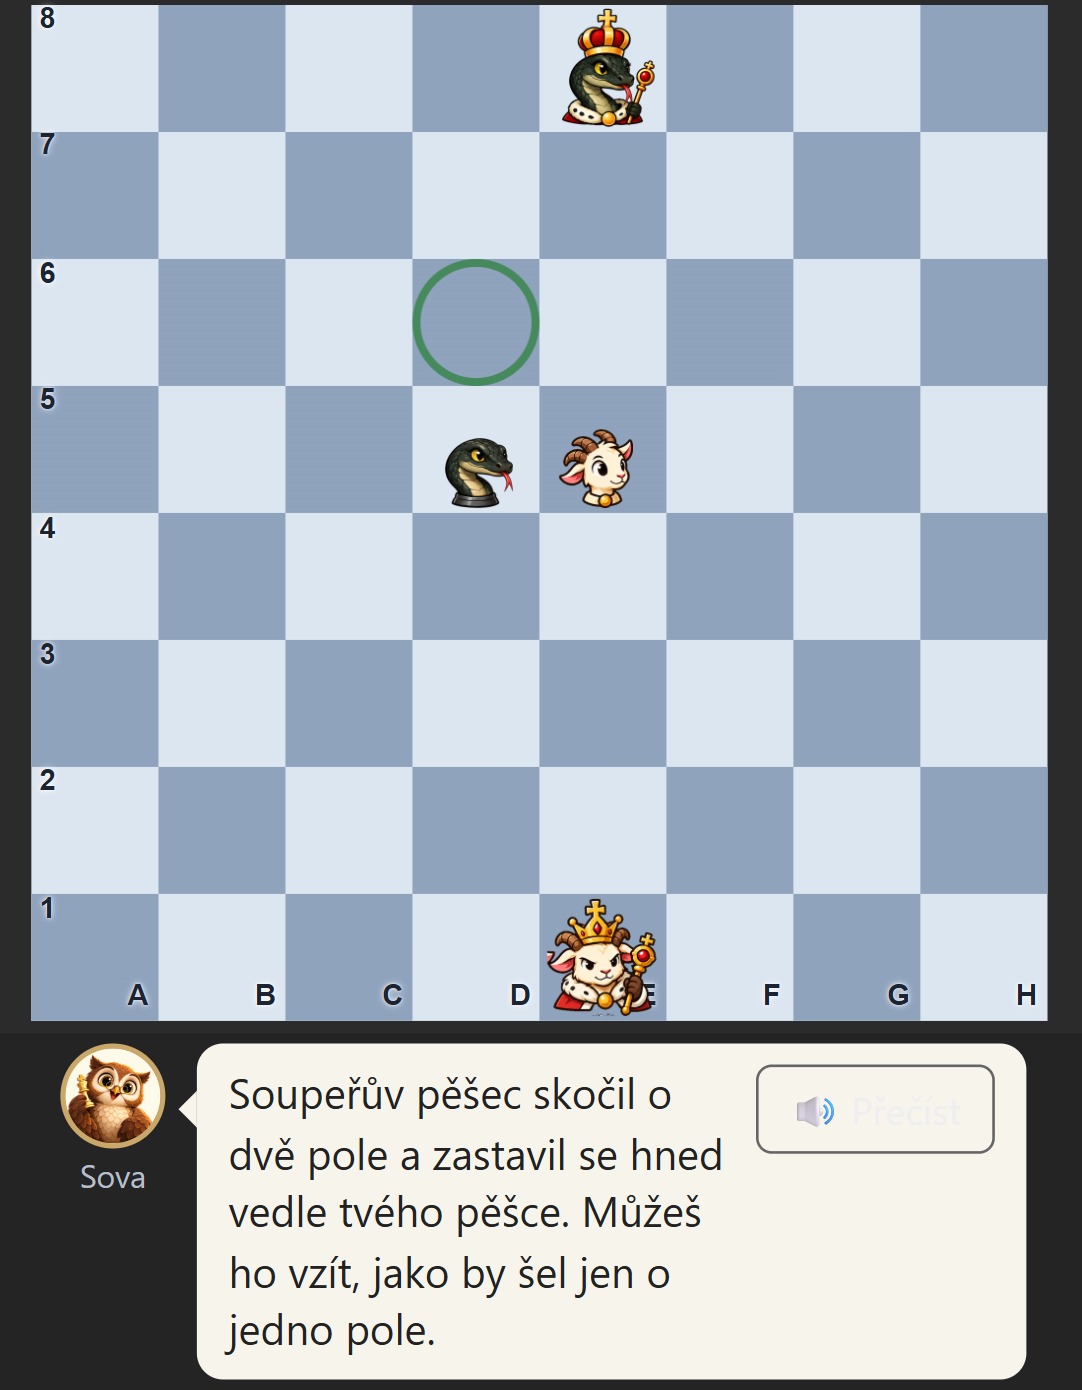 8
7
6
5
4
3
2
1
A B C D E F G H
Sova
Soupeřův pěšec skočil o
dvě pole a zastavil se hned
vedle tvého pěšce. Můžeš
ho vzít, jako by šel jen o
jedno pole.
Přečíst